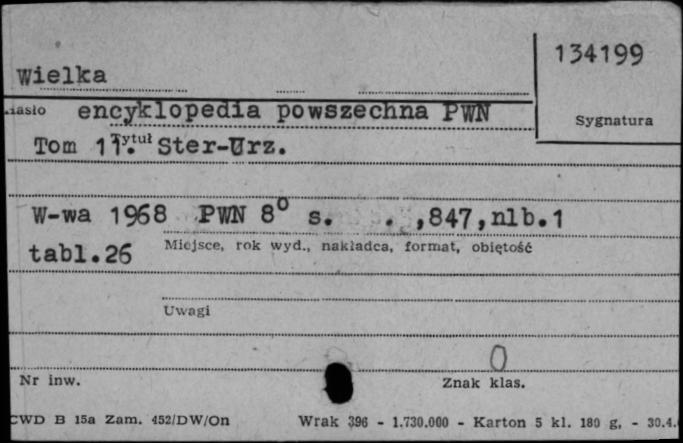 134199
Wielka
Hasło encyklopedia powszechna PWN
Sygnatura
Tom 11. Tytuł Ster-Urz.
W-wa 1968 PWN 8° s. . ,847,nlb.1
tabl.26 Miejsce, rok wyd., nakładca, format, objętość
Uwagi
0
Nr inw. Znak klas.
CWD B 15a Zam. 452/DW/On Wrak 396 - 1.730.000 - Karton 5 kl. 180 g. - 30.4.